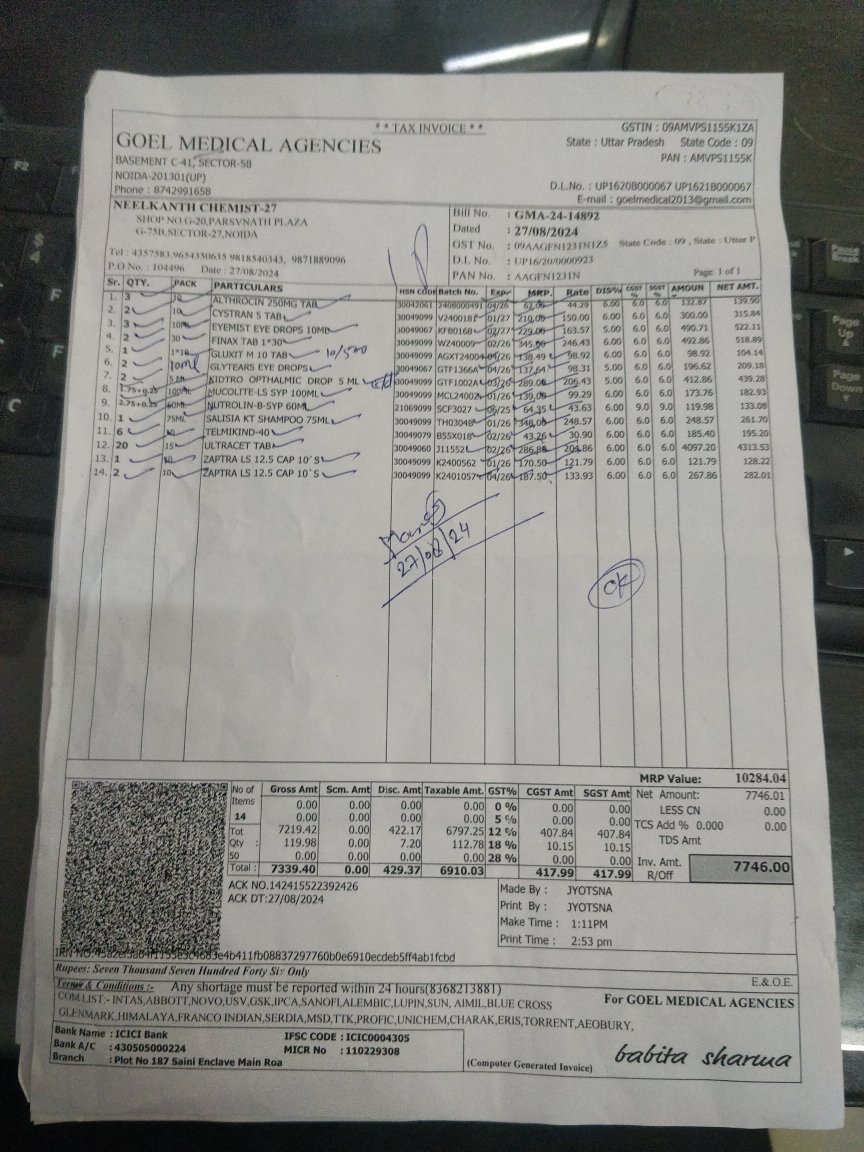 ** TAX INVOICE **
GSTIN : 09AMVPS1155K1ZA
GOEL MEDICAL AGENCIES
State : Uttar Pradesh State Code : 09
BASEMENT C-41, SECTOR-58
PAN : AMVPS1155K
NOIDA-201301(UP)
Phone : 8742991658
D.L.No. : UP1620B000067 UP1621B000067
E-mail : goelmedical2013@gmail.com
NEELKANTH CHEMIST-27
SHOP NO.G-20,PARSVNATH PLAZA
G-75B,SECTOR-27,NOIDA
Tel : 4357583,9654350635 9818540343, 9871889096
P.O No : 104496 Date : 27/08/2024
Bill No. : GMA-24-14892
Dated : 27/08/2024
GST No. : 09AAGFN1231N1Z5 State Code : 09 , State : Uttar P
D.L No. : UP16/20/0000923
PAN No. : AAGFN1231N Page: 1 of 1
Sr. QTY. PACK PARTICULARS HSN CODE Batch No. Exp. MRP. Rate DIS% CGST % SGST % AMOUN NET AMT.
1. 3 ALTHROCIN 250MG TAB 30042061 04/26 62.00 44.29 6.00 6.0 6.0 132.87 139.90
2. 2 10 CYSTRAN 5 TAB 30049099 V240018 01/27 210.00 150.00 6.00 6.0 6.0 300.00 315.84
3. 3 10ML EYEMIST EYE DROPS 10ML 30049067 KFB0168 02/27 229.00 163.57 5.00 6.0 6.0 490.71 522.11
4. 2 30 FINAX TAB 1*30 30049099 WZ40009 02/26 345.00 246.43 6.00 6.0 6.0 492.86 518.89
5. 1 1*10 GLUXIT M 10 TAB 10/500 30049099 AGXT24004 04/26 138.49 98.92 6.00 6.0 6.0 98.92 104.14
6. 2 10ml GLYTEARS EYE DROPS 30049067 GTF1366A 04/26 137.64 98.31 5.00 6.0 6.0 196.62 209.18
7. 2 5 ML KIDTRO OPTHALMIC DROP 5 ML 30049099 GTF1002A 03/26 289.00 206.43 5.00 6.0 6.0 412.86 439.28
8. 1.75+0.25 100ML MUCOLITE-LS SYP 100ML 30049099 MCL24002 01/26 139.00 99.29 6.00 6.0 6.0 173.76 182.93
9. 2.75+0.25 60ML NUTROLIN-B-SYP 60ML 21069099 SCF3027 06/25 64.35 43.63 6.00 9.0 9.0 119.98 133.08
10. 1 75ML SALISIA KT SHAMPOO 75ML 30049099 TH03048 01/26 348.00 248.57 6.00 6.0 6.0 248.57 261.70
11. 6 TELMIKIND-40 30049079 B55X018 02/26 43.26 30.90 6.00 6.0 6.0 185.40 195.20
12. 20 15 ULTRACET TAB 30049060 J11552 02/26 286.80 204.86 6.00 6.0 6.0 4097.20 4313.53
13. 1 10 ZAPTRA LS 12.5 CAP 10`S 30049099 K2400562 01/26 170.50 121.79 6.00 6.0 6.0 121.79 128.22
14. 2 10 ZAPTRA LS 12.5 CAP 10`S 30049099 K2401057 04/26 187.50 133.93 6.00 6.0 6.0 267.86 282.01
27/08/24
OK
MRP Value: 10284.04
No of Items Gross Amt Scm. Amt Disc. Amt Taxable Amt. GST% CGST Amt SGST Amt
0.00 0.00 0.00 0.00 0 % 0.00 0.00
14 0.00 0.00 0.00 0.00 5 % 0.00 0.00
Tot 7219.42 0.00 422.17 6797.25 12 % 407.84 407.84
Qty : 119.98 0.00 7.20 112.78 18 % 10.15 10.15
50 0.00 0.00 0.00 0.00 28 % 0.00 0.00
Total : 7339.40 0.00 429.37 6910.03 417.99 417.99
Net Amount: 7746.01
LESS CN 0.00
TCS Add % 0.000 0.00
TDS Amt
Inv. Amt. 7746.00
R/Off
ACK NO.142415522392426
ACK DT:27/08/2024
Made By : JYOTSNA
Print By : JYOTSNA
Make Time : 1:11PM
Print Time : 2:53 pm
Rupees: Seven Thousand Seven Hundred Forty Six Only
E.&.O.E.
Terms & Conditions :- Any shortage must be reported within 24 hours(8368213881)
COM LIST:- INTAS,ABBOTT,NOVO,USV,GSK,IPCA,SANOFI,ALEMBIC,LUPIN,SUN, AIMIL,BLUE CROSS
GLENMARK,HIMALAYA,FRANCO INDIAN,SERDIA,MSD,TTK,PROFIC,UNICHEM,CHARAK,ERIS,TORRENT,AEOBURY,
For GOEL MEDICAL AGENCIES
Bank Name : ICICI Bank IFSC CODE : ICIC0004305
Bank A/C : 430505000224 MICR No : 110229308
Branch : Plot No 187 Saini Enclave Main Roa
(Computer Generated Invoice)
babita sharma